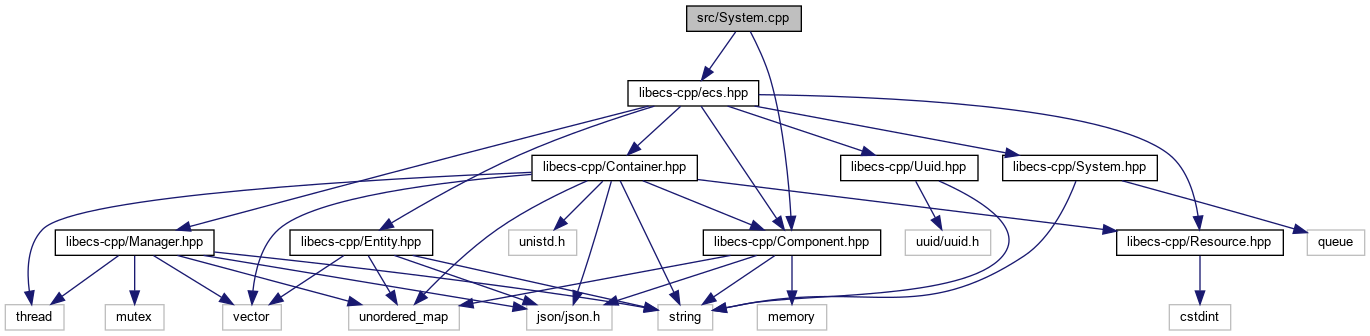 src/System.cpp
libecs-cpp/ecs.hpp
libecs-cpp/Container.hpp
libecs-cpp/Uuid.hpp
libecs-cpp/System.hpp
libecs-cpp/Manager.hpp
libecs-cpp/Entity.hpp
unistd.h
libecs-cpp/Component.hpp
uuid/uuid.h
libecs-cpp/Resource.hpp
queue
thread
mutex
vector
unordered_map
json/json.h
string
memory
cstdint